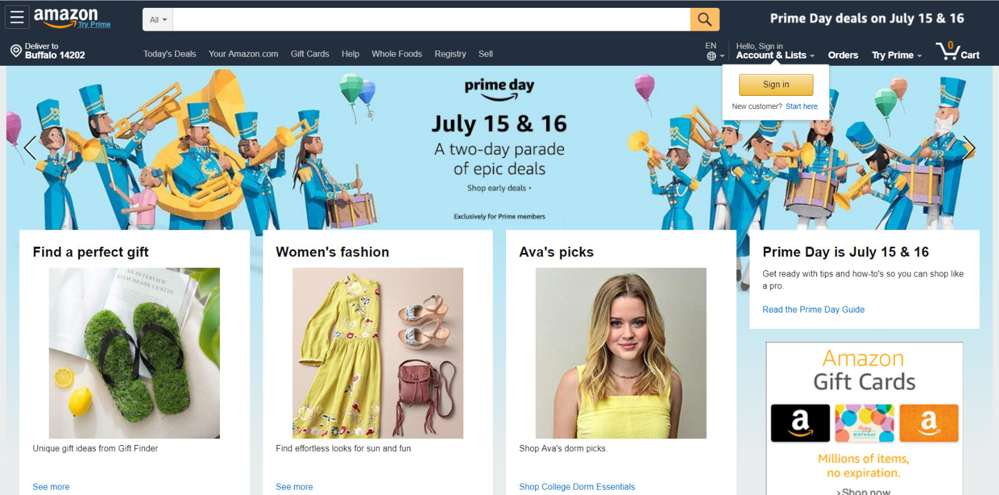 amazon
Try Prime
All
Prime Day deals on July 15 & 16
Deliver to
Buffalo 14202
Today's Deals
Your Amazon.com
Gift Cards
Help
Whole Foods
Registry
Sell
EN
Hello, Sign in
Account & Lists
Orders
Try Prime
0
Cart
Sign in
New customer? Start here.
prime day
July 15 & 16
A two-day parade
of epic deals
Shop early deals
Exclusively for Prime members
Find a perfect gift
AN INTERVIEW
WITH DEANE CURTIN
Unique gift ideas from Gift Finder
See more
Women's fashion
Find effortless looks for sun and fun
See more
Ava's picks
Shop Ava's dorm picks.
Shop College Dorm Essentials
Prime Day is July 15 & 16
Get ready with tips and how-to's so you can shop like
a pro.
Read the Prime Day Guide
Amazon
Gift Cards
a
Happy
BIRTHDAY
a
Millions of items,
no expiration.
>Shop now